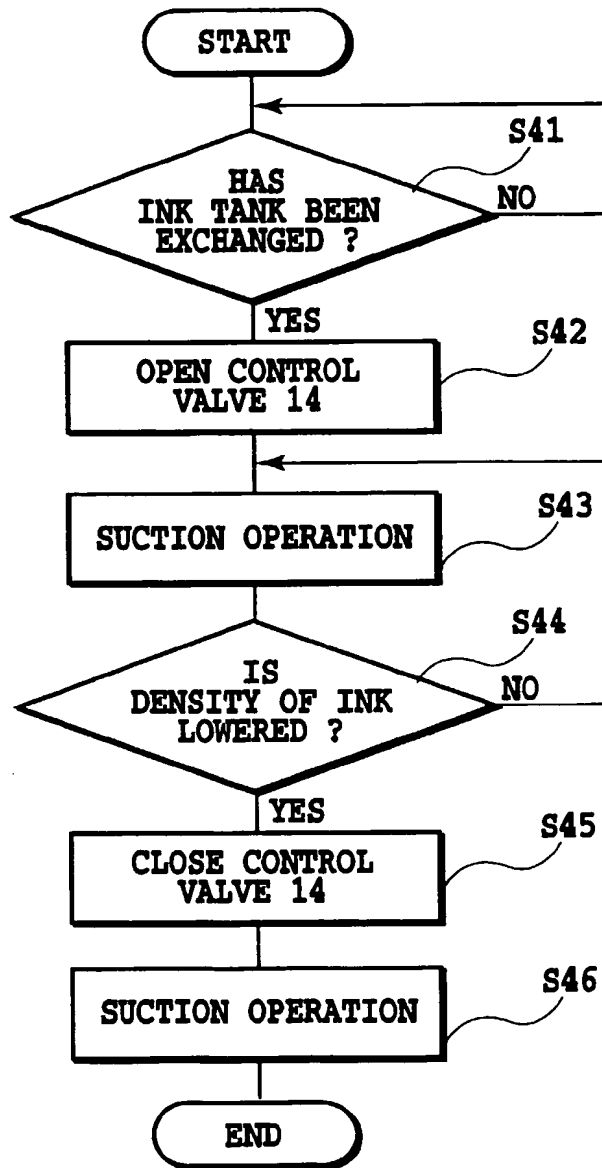 START
S41
HAS
INK TANK BEEN
EXCHANGED ?
NO
YES
S42
OPEN CONTROL
VALVE 14
S43
SUCTION OPERATION
S44
IS
DENSITY OF INK
LOWERED ?
NO
YES
S45
CLOSE CONTROL
VALVE 14
S46
SUCTION OPERATION
END